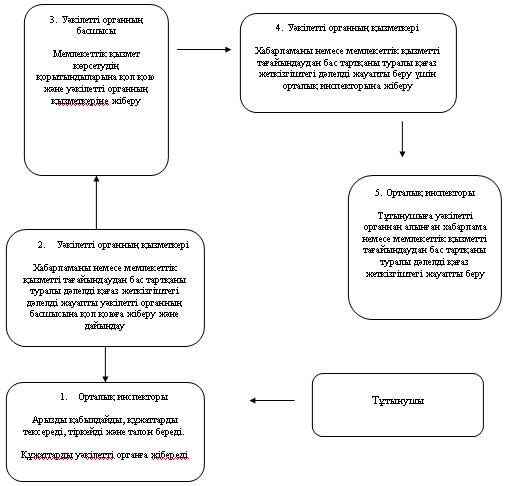 3. Уәкілетті органның
басшысы
Мемлекеттік қызмет
көрсетудің
қорытындыларына қол қою
және уәкілетті органның
қызметкеріне жіберу
4. Уәкілетті органның қызметкері
Хабарламаны немесе мемлекеттік қызметті
тағайындаудан бас тартқаны туралы қағаз
жеткізгіштегі дәлелді жауапты беру үшін
орталық инспекторына жіберу
5. Орталық инспекторы
Тұтынушыға уәкілетті
органнан алынған хабарлама
немесе мемлекеттік қызметті
тағайындаудан бас тартқаны
туралы дәлелді қағаз
жеткізгіштегі жауапты беру
2. Уәкілетті органның қызметкері
Хабарламаны немесе мемлекеттік
қызметті тағайындаудан бас тартқаны
туралы дәлелді қағаз жеткізгіштегі
дәлелді жауапты уәкілетті органның
басшысына қол қоюға жіберу және
дайындау
1. Орталық инспекторы
Арызды қабылдайды, құжаттарды
тексереді, тіркейді және талон береді.
Құжаттарды уәкілетті органға жібереді
Тұтынушы